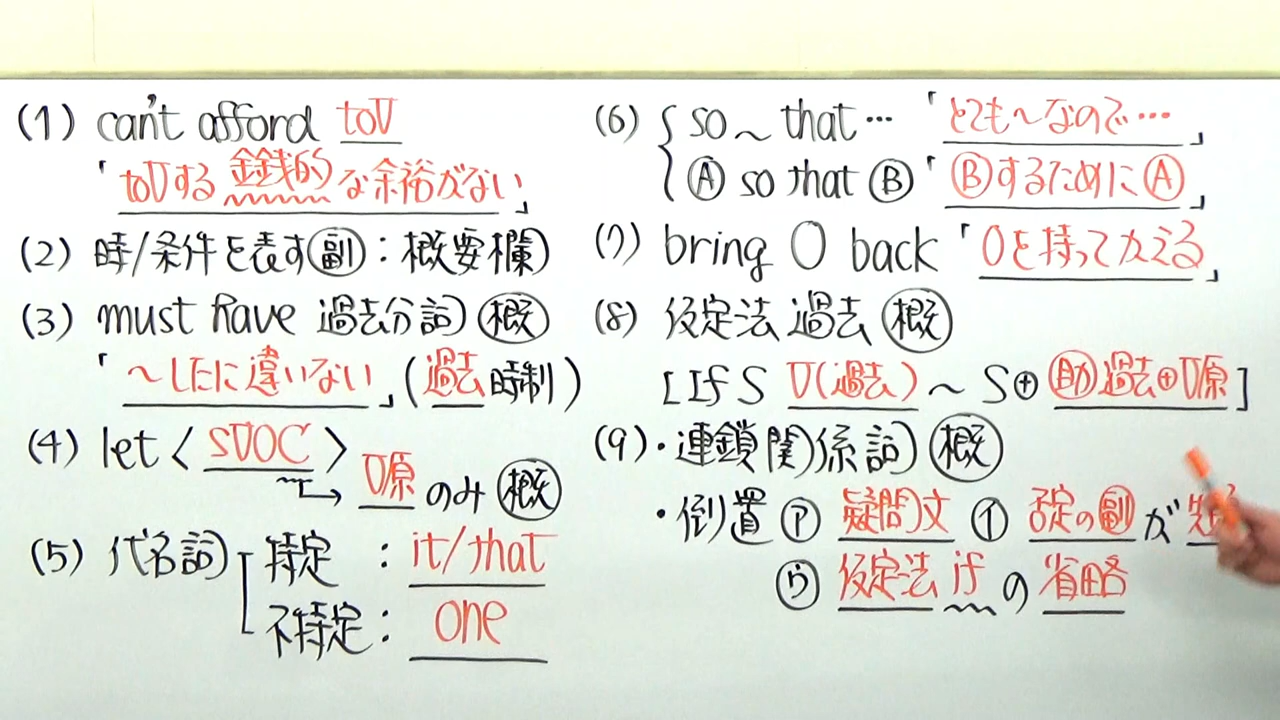 (1) can't afford toV
「toVする金銭的な余裕がない」
(2) 時/条件を表す副:概要欄
(3) must have 過去分詞 概
「〜したに違いない」(過去時制)
(4) let〈SVOC〉
V原のみ 概
(5) 代名詞 特定:it/that
不特定:one
(6) so〜that…「とても〜なので…」
Ⓐ so that Ⓑ「Ⓑするために Ⓐ」
(7) bring O back「Oを持ってかえる」
(8) 仮定法過去 概
[If S V(過去)〜S⊕助過去⊕V原]
(9)・連鎖関係詞 概
・倒置 ㋐ 疑問文 ㋑ 否定の副が
㋒ 仮定法 ifの省略